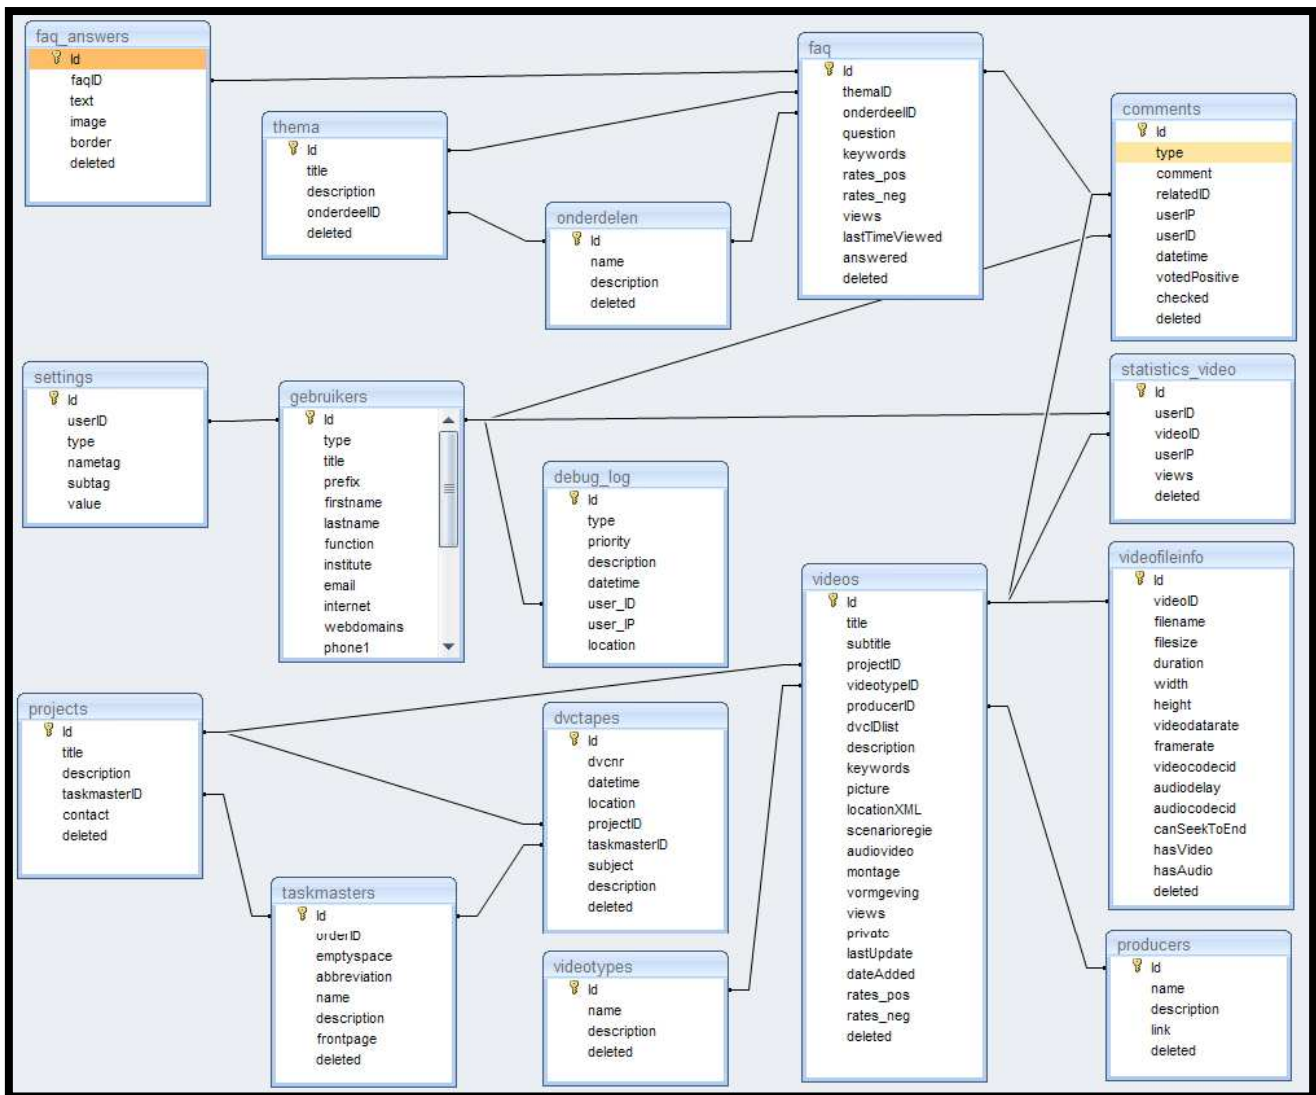 faq_answers
Id
faqID
text
image
border
deleted
thema
Id
title
description
onderdeelID
deleted
onderdelen
Id
name
description
deleted
faq
Id
themaID
onderdeelID
question
keywords
rates_pos
rates_neg
views
lastTimeViewed
answered
deleted
comments
Id
type
comment
relatedID
userIP
userID
datetime
votedPositive
checked
deleted
settings
Id
userID
type
nametag
subtag
value
gebruikers
Id
type
title
prefix
firstname
lastname
function
institute
email
internet
webdomains
phone1
debug_log
Id
type
priority
description
datetime
user_ID
user_IP
location
statistics_video
Id
userID
videoID
userIP
views
deleted
videos
Id
title
subtitle
projectID
videotypeID
producerID
dvcIDlist
description
keywords
picture
locationXML
scenarioregie
audiovideo
montage
vormgeving
views
private
lastUpdate
dateAdded
rates_pos
rates_neg
deleted
videofileinfo
Id
videoID
filename
filesize
duration
width
height
videodatarate
framerate
videocodecid
audiodelay
audiocodecid
canSeekToEnd
hasVideo
hasAudio
deleted
projects
Id
title
description
taskmasterID
contact
deleted
dvctapes
Id
dvcnr
datetime
location
projectID
taskmasterID
subject
description
deleted
taskmasters
Id
orderID
emptyspace
abbreviation
name
description
frontpage
deleted
videotypes
Id
name
description
deleted
producers
Id
name
description
link
deleted